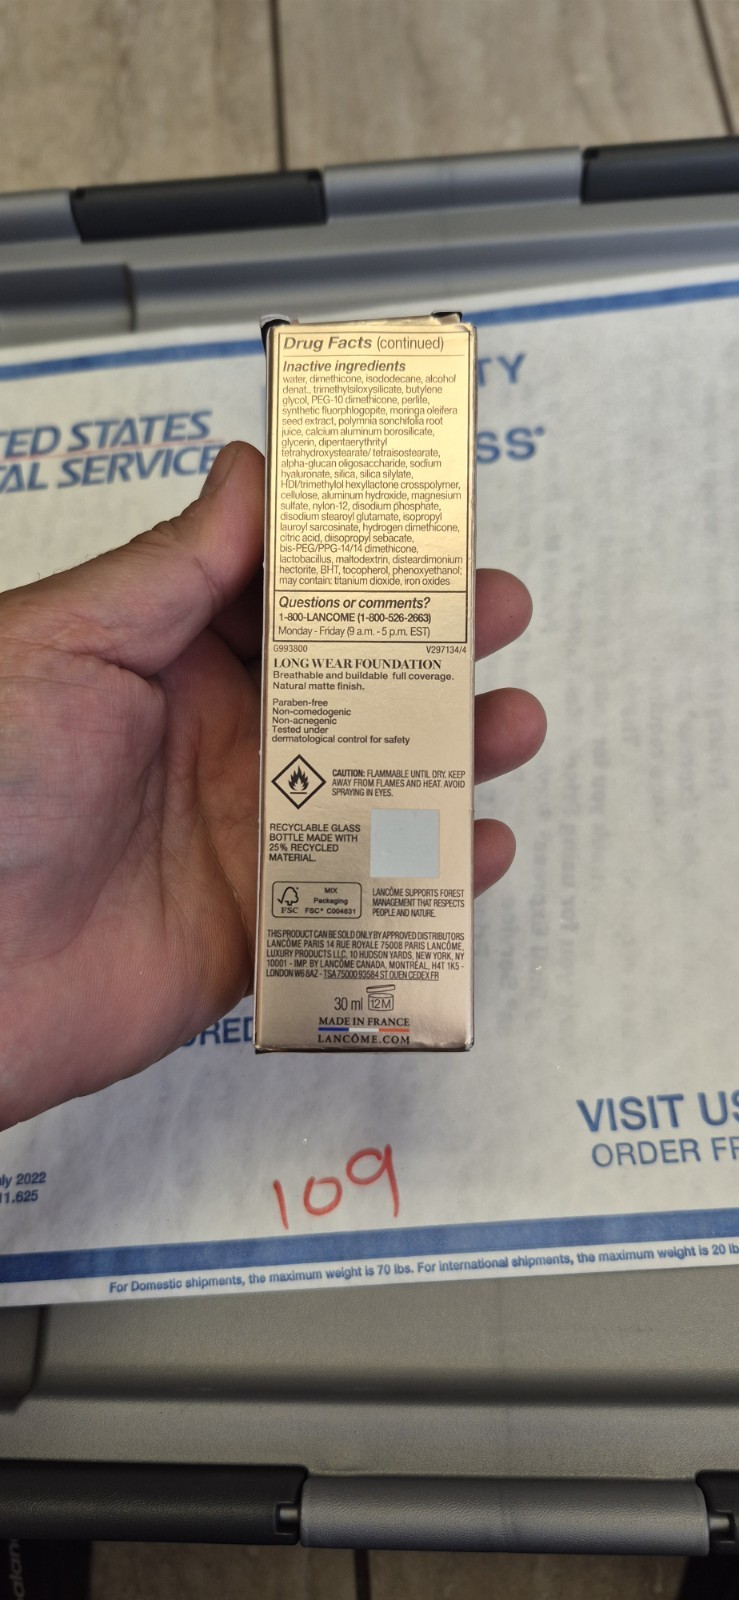 TY
ED STATES
SS®
AL SERVICE
Drug Facts (continued)
Inactive ingredients
water, dimethicone, isododecane, alcohol
denat., trimethylsiloxysilicate, butylene
glycol, PEG-10 dimethicone, perlite,
synthetic fluorphlogopite, moringa oleifera
seed extract, polymnia sonchifolia root
juice, calcium aluminum borosilicate,
glycerin, dipentaerythrityl
tetrahydroxystearate/ tetraisostearate,
alpha-glucan oligosaccharide, sodium
hyaluronate, silica, silica silylate,
HDI/trimethylol hexyllactone crosspolymer,
cellulose, aluminum hydroxide, magnesium
sulfate, nylon-12, disodium phosphate,
disodium stearoyl glutamate, isopropyl
lauroyl sarcosinate, hydrogen dimethicone,
citric acid, diisopropyl sebacate,
bis-PEG/PPG-14/14 dimethicone,
lactobacillus, maltodextrin, disteardimonium
hectorite, BHT, tocopherol, phenoxyethanol;
may contain: titanium dioxide, iron oxides
Questions or comments?
1-800-LANCOME (1-800-526-2663)
Monday - Friday (9 a.m. - 5 p.m. EST)
G993800 V297134/4
LONG WEAR FOUNDATION
Breathable and buildable full coverage.
Natural matte finish.
Paraben-free
Non-comedogenic
Non-acnegenic
Tested under
dermatological control for safety
CAUTION: FLAMMABLE UNTIL DRY. KEEP
AWAY FROM FLAMES AND HEAT. AVOID
SPRAYING IN EYES.
RECYCLABLE GLASS
BOTTLE MADE WITH
25% RECYCLED
MATERIAL.
MIX
Packaging
FSC FSC® C004631
LANCÔME SUPPORTS FOREST
MANAGEMENT THAT RESPECTS
PEOPLE AND NATURE.
THIS PRODUCT CAN BE SOLD ONLY BY APPROVED DISTRIBUTORS
LANCÔME PARIS 14 RUE ROYALE 75008 PARIS LANCÔME,
LUXURY PRODUCTS LLC, 10 HUDSON YARDS, NEW YORK, NY
10001 - IMP. BY LANCÔME CANADA, MONTRÉAL, H4T 1K5 -
LONDON W6 8AZ - TSA 75000 93584 ST OUEN CEDEX FR
30 ml 12M
MADE IN FRANCE
LANCOME.COM
RED
VISIT US
ORDER FR
ly 2022
11.625
109
For Domestic shipments, the maximum weight is 70 lbs. For international shipments, the maximum weight is 20 lb